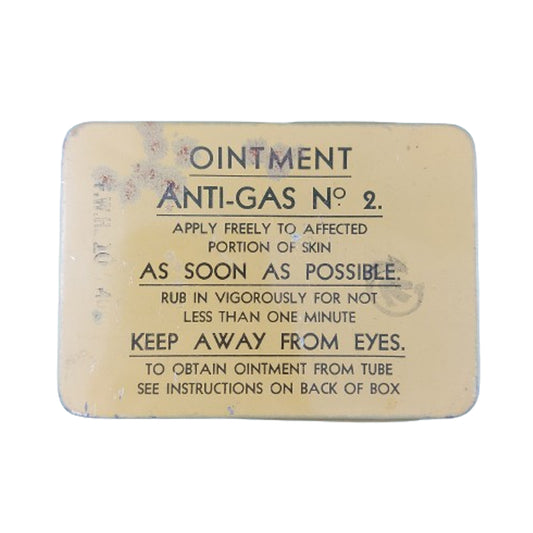 OINTMENT
ANTI-GAS Nº 2.
APPLY FREELY TO AFFECTED
PORTION OF SKIN
AS SOON AS POSSIBLE.
RUB IN VIGOROUSLY FOR NOT
LESS THAN ONE MINUTE
KEEP AWAY FROM EYES.
TO OBTAIN OINTMENT FROM TUBE
SEE INSTRUCTIONS ON BACK OF BOX